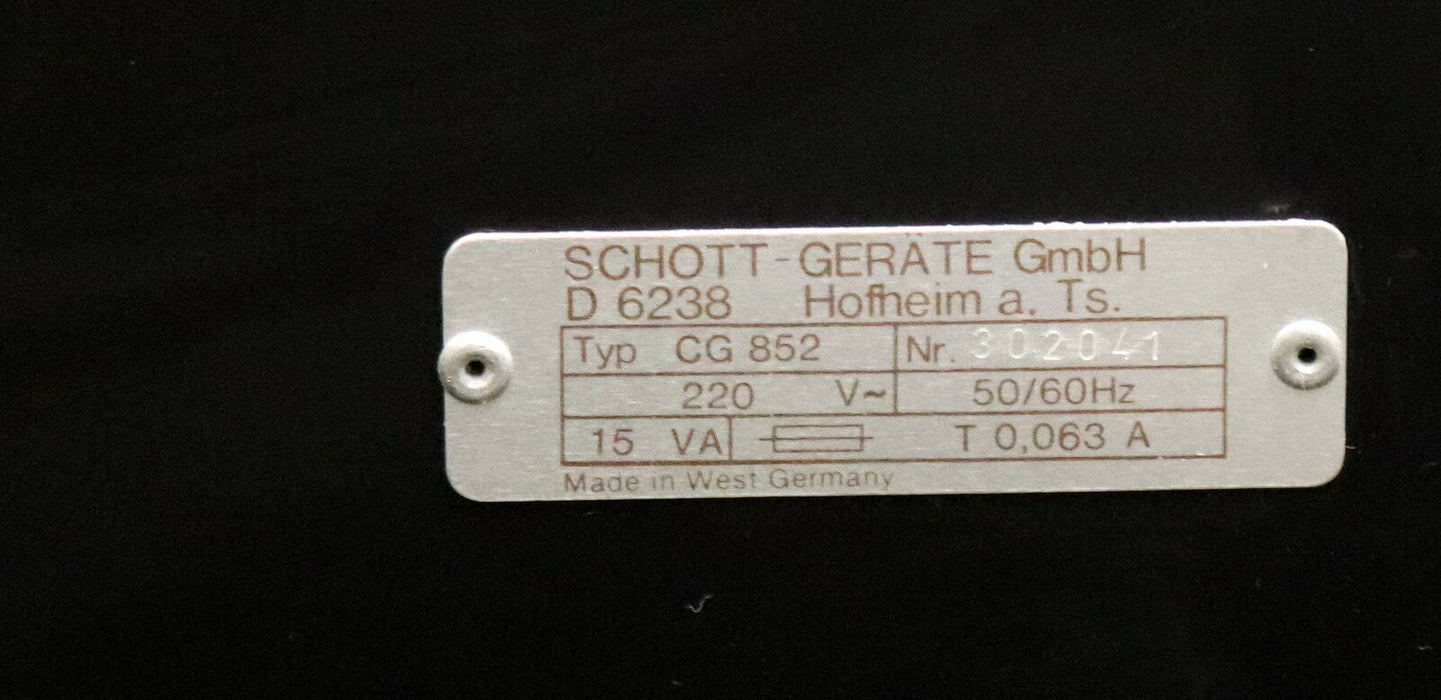 SCHOTT-GERÄTE GmbH
D 6238 Hofheim a. Ts.
Typ CG 852 Nr. 302041
220 V~ 50/60Hz
15 VA T 0,063 A
Made in West Germany